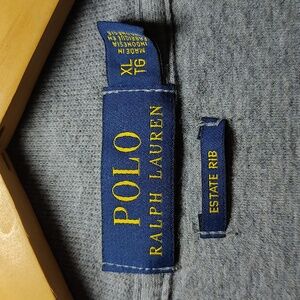 XL
TG
MADE IN
INDONESIA
FABRIQUÉ EN
POLO
RALPH LAUREN
ESTATE RIB